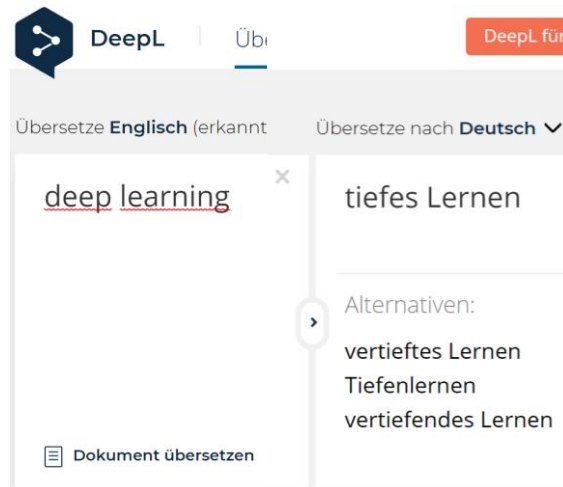 DeepL
Übe
DeepL für
Übersetze Englisch (erkannt
Übersetze nach Deutsch
deep learning
tiefes Lernen
Alternativen:
vertieftes Lernen
Tiefenlernen
vertiefendes Lernen
Dokument übersetzen